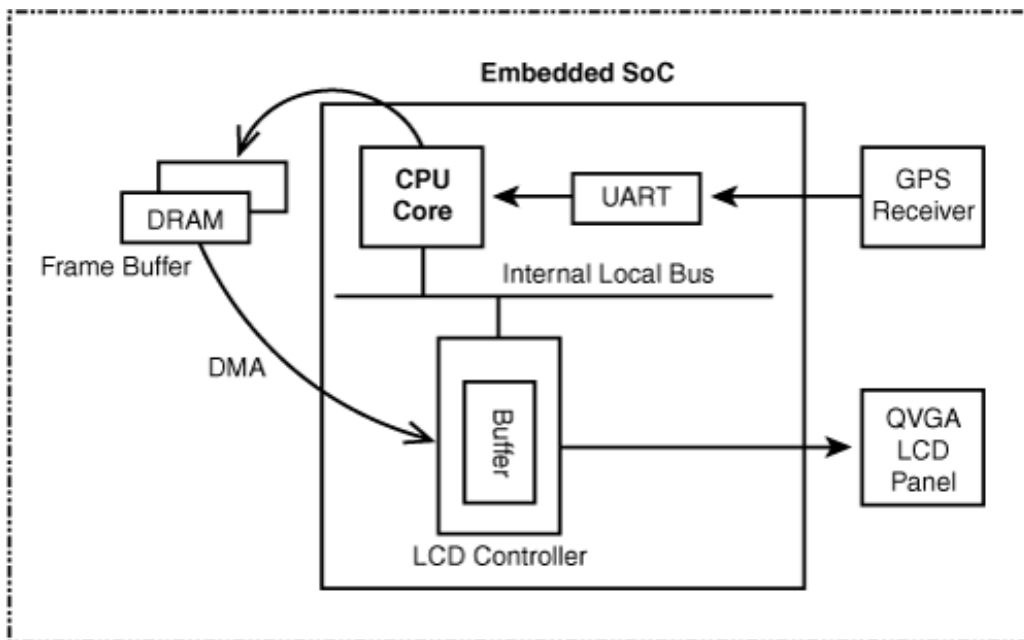 Embedded SoC
CPU
Core
UART
GPS
Receiver
DRAM
Frame Buffer
Internal Local Bus
DMA
Buffer
QVGA
LCD
Panel
LCD Controller